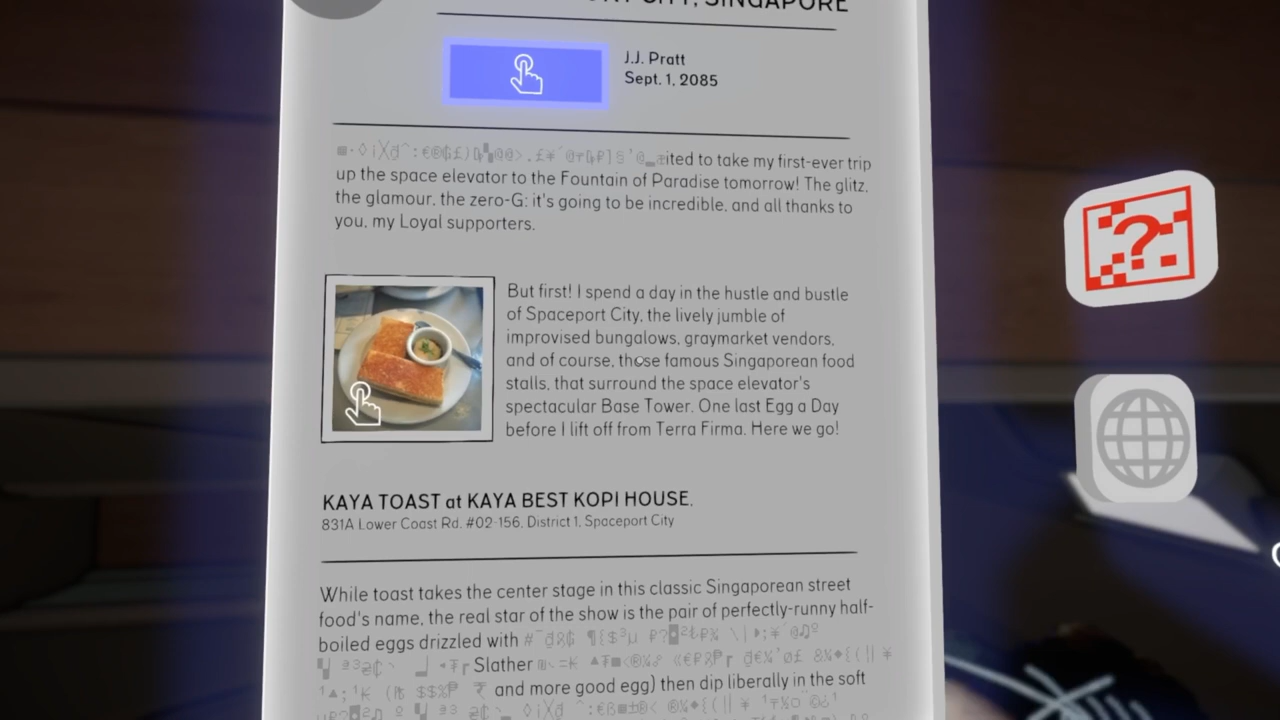 CITY, SINGAPORE
J.J. Pratt
Sept. 1, 2085
ited to take my first-ever trip
up the space elevator to the Fountain of Paradise tomorrow! The glitz,
the glamour, the zero-G: it's going to be incredible, and all thanks to
you, my Loyal supporters.
But first! I spend a day in the hustle and bustle
of Spaceport City, the lively jumble of
improvised bungalows, graymarket vendors,
and of course, those famous Singaporean food
stalls, that surround the space elevator's
spectacular Base Tower. One last Egg a Day
before I lift off from Terra Firma. Here we go!
KAYA TOAST at KAYA BEST KOPI HOUSE,
831A Lower Coast Rd. #02-156, District 1, Spaceport City
While toast takes the center stage in this classic Singaporean street
food's name, the real star of the show is the pair of perfectly-runny half-
boiled eggs drizzled with
Slather
and more good egg) then dip liberally in the soft